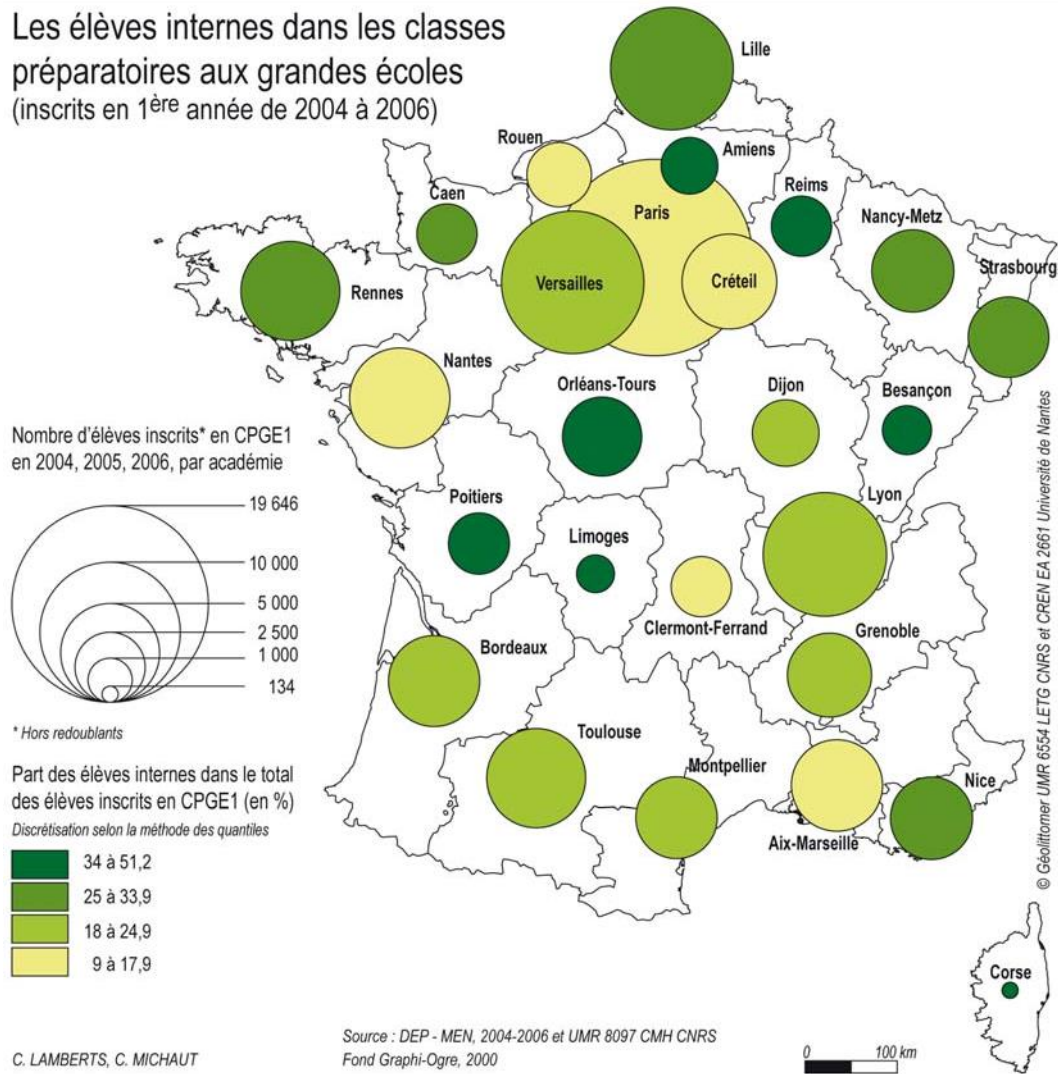 Les élèves internes dans les classes
préparatoires aux grandes écoles
(inscrits en 1ère année de 2004 à 2006)
Lille
Rouen
Amiens
Caen
Paris
Reims
Nancy-Metz
Strasbourg
Versailles
Créteil
Rennes
Nantes
Orléans-Tours
Dijon
Besançon
Nombre d'élèves inscrits* en CPGE1
en 2004, 2005, 2006, par académie
19 646
10 000
5 000
2 500
1 000
134
* Hors redoublants
Poitiers
Limoges
Lyon
Clermont-Ferrand
Grenoble
Bordeaux
Toulouse
Montpellier
Nice
Aix-Marseille
Corse
Part des élèves internes dans le total
des élèves inscrits en CPGE1 (en %)
Discrétisation selon la méthode des quantiles
34 à 51,2
25 à 33,9
18 à 24,9
9 à 17,9
C. LAMBERTS, C. MICHAUT
Source : DEP - MEN, 2004-2006 et UMR 8097 CMH CNRS
Fond Graphi-Ogre, 2000
0 100 km
© Géolittomer UMR 6554 LETG CNRS et CREN EA 2661 Université de Nantes